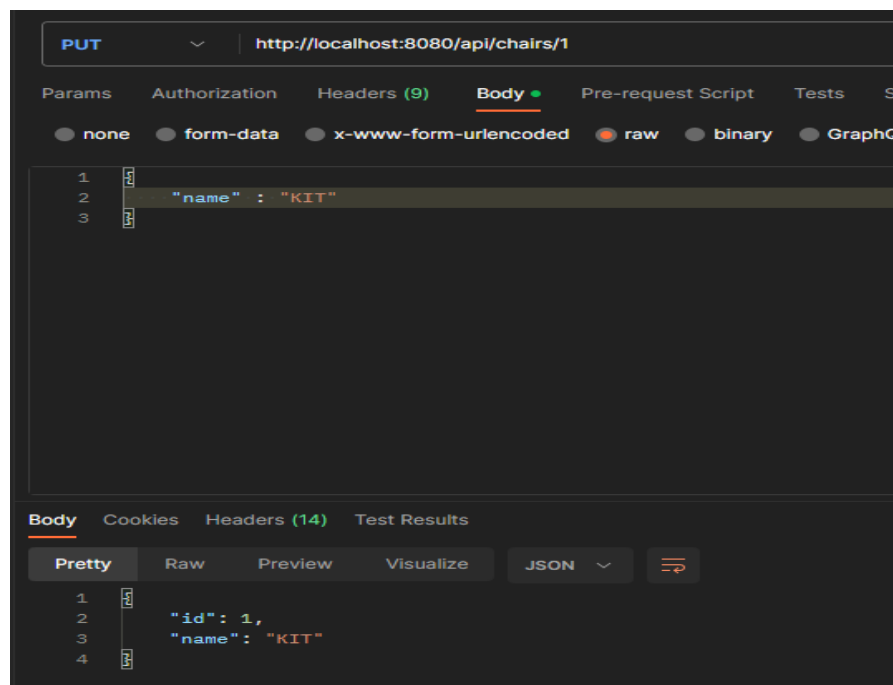 PUT http://localhost:8080/api/chairs/1
Params Authorization Headers (9) Body Pre-request Script Tests S
none form-data x-www-form-urlencoded raw binary GraphQ
1 {
2 "name" : "KIT"
3 }
Body Cookies Headers (14) Test Results
Pretty Raw Preview Visualize JSON
1 {
2 "id": 1,
3 "name": "KIT"
4 }